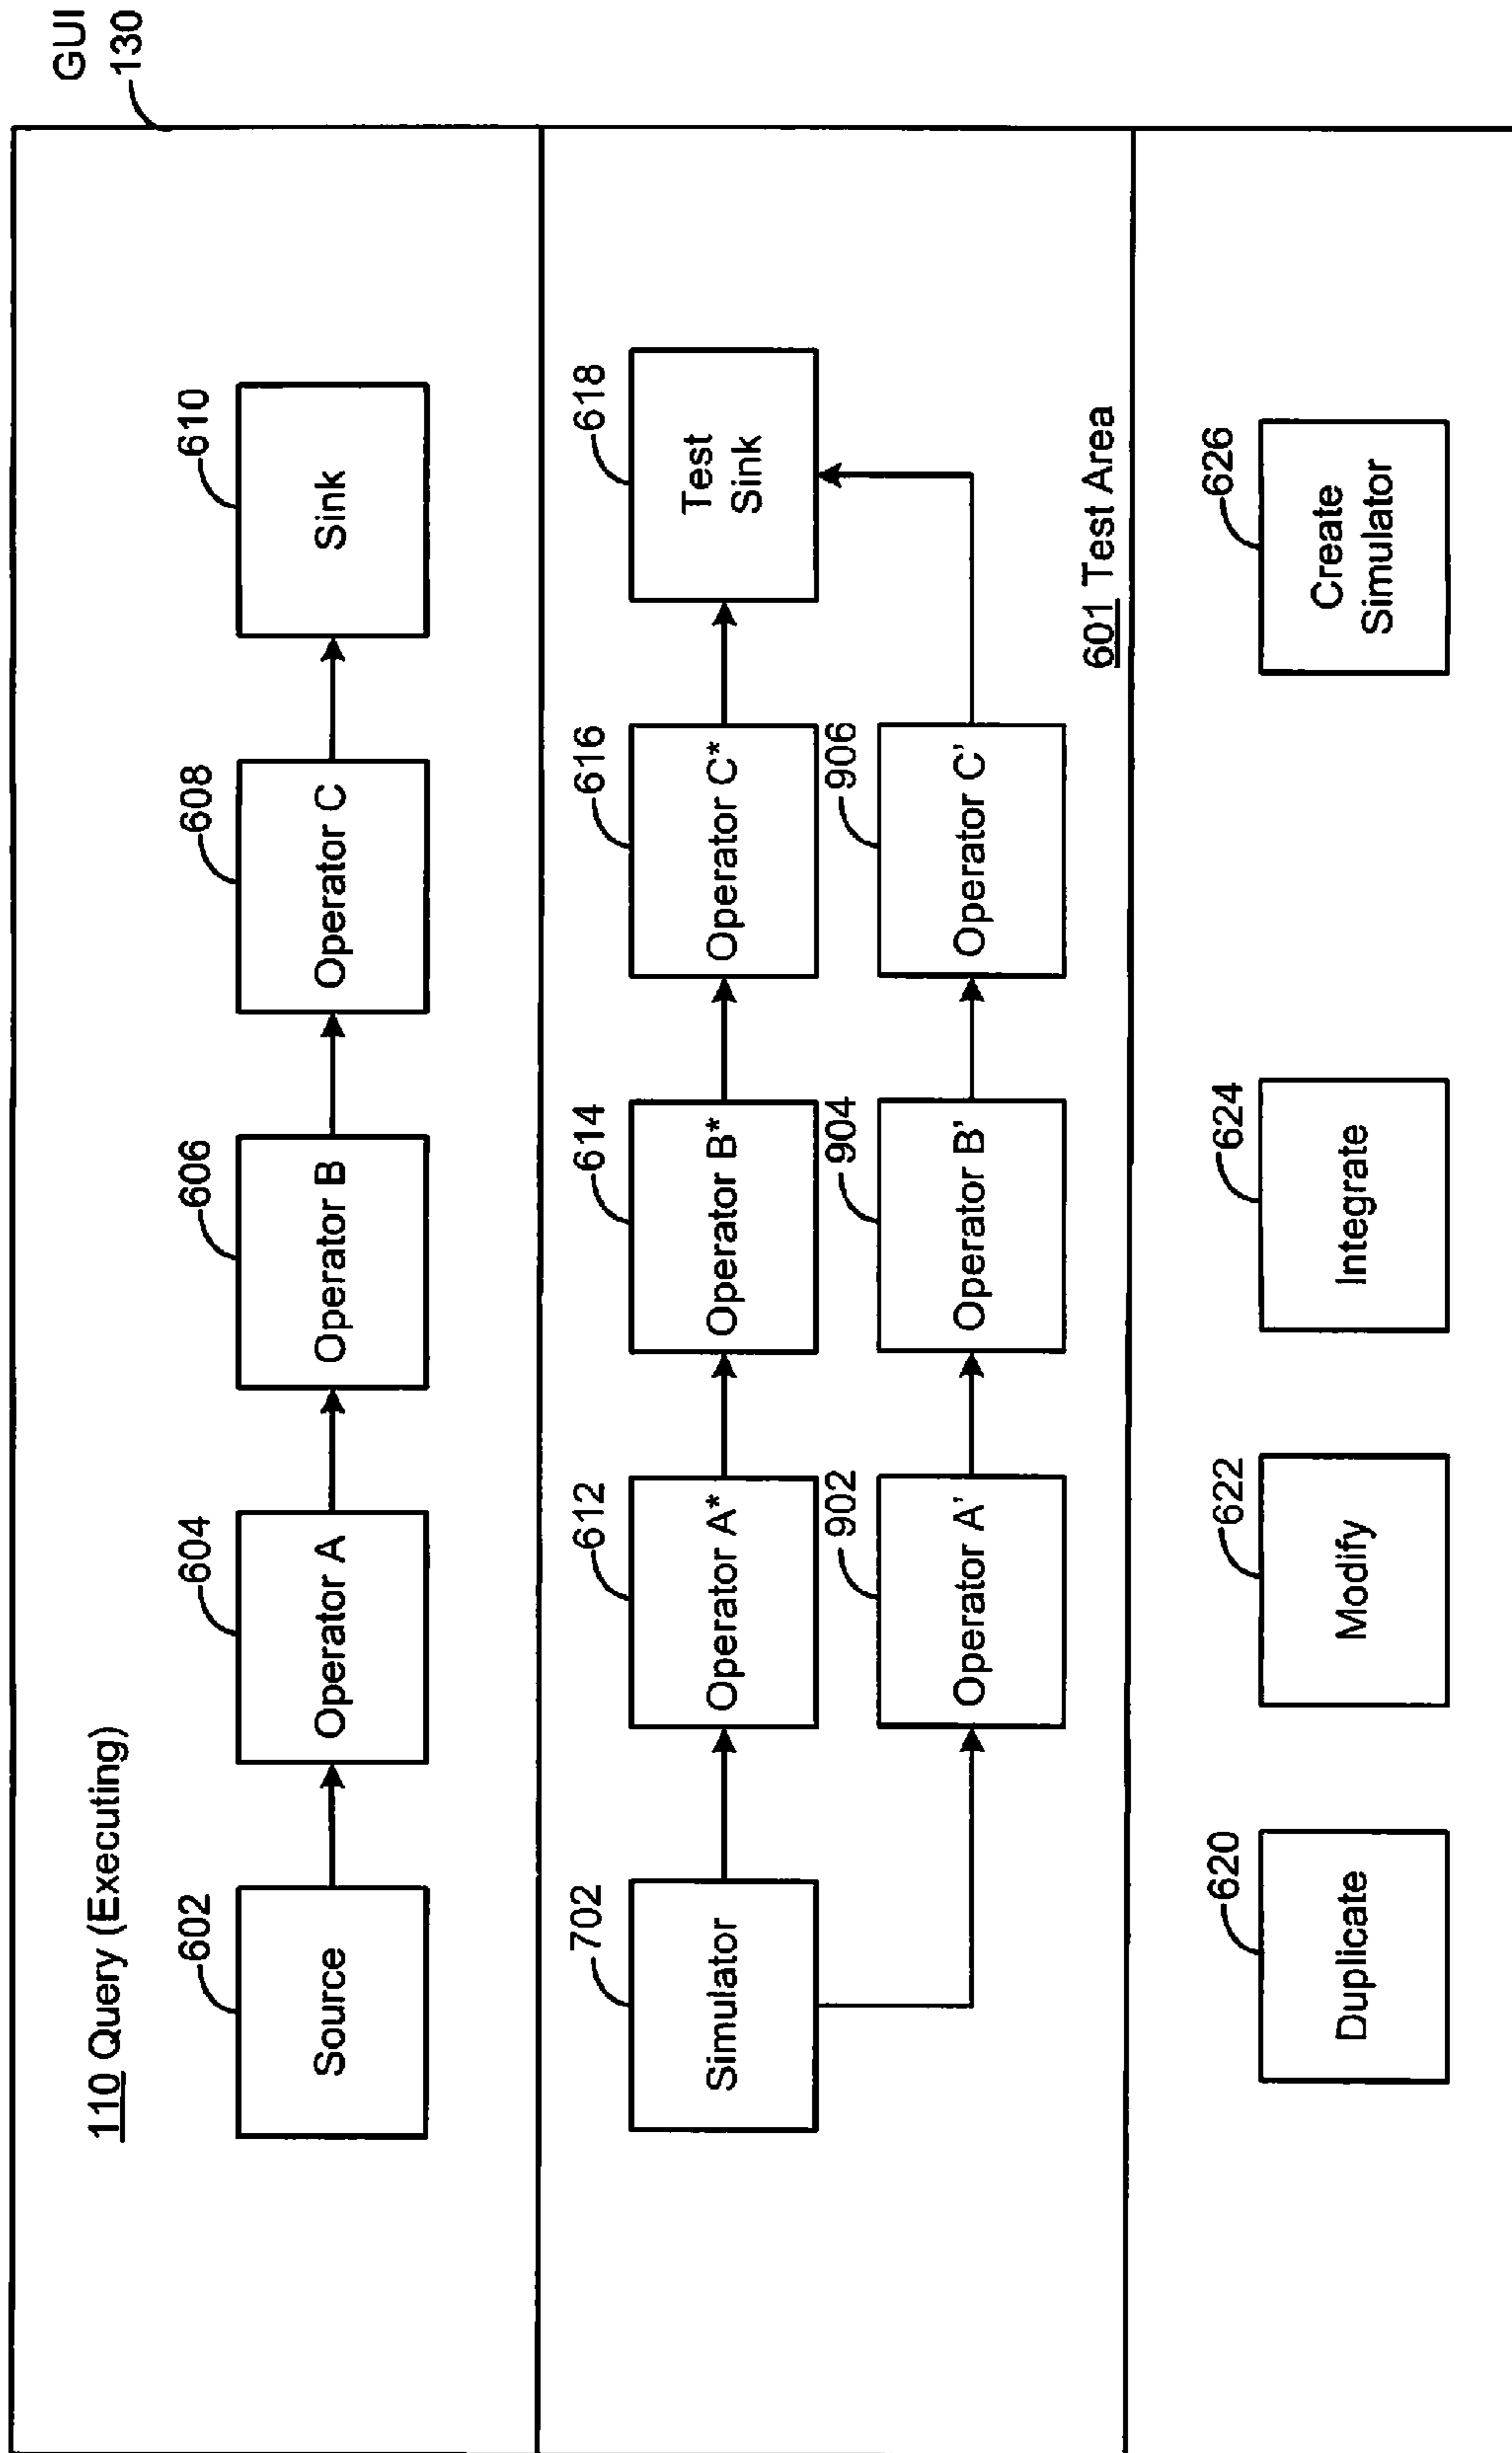 GUI
130
110 Query (Executing)
602
604
606
608
610
Source
Operator A
Operator B
Operator C
Sink
702
612
614
616
618
Simulator
Operator A*
Operator B*
Operator C*
Test
Sink
902
904
906
Operator A'
Operator B'
Operator C'
601 Test Area
620
622
624
626
Duplicate
Modify
Integrate
Create
Simulator